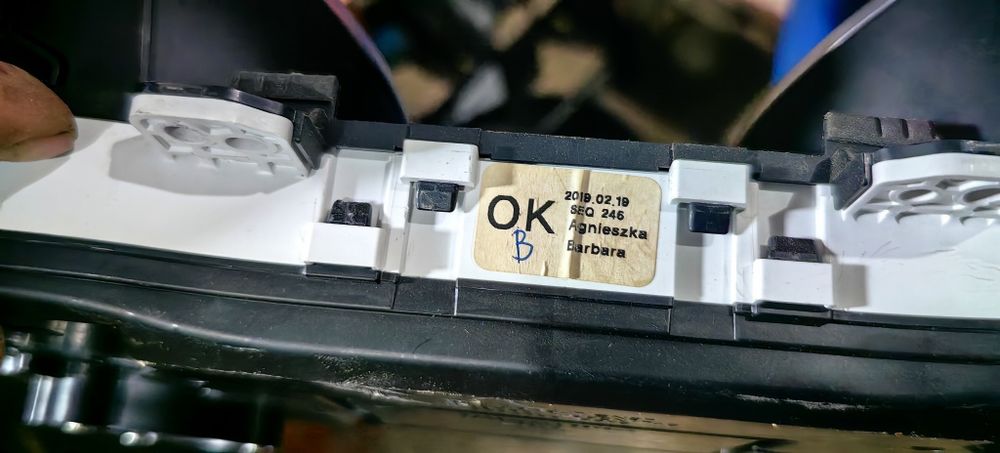 OK
B
2019.02.19
SEQ 246
Agnieszka
Barbara